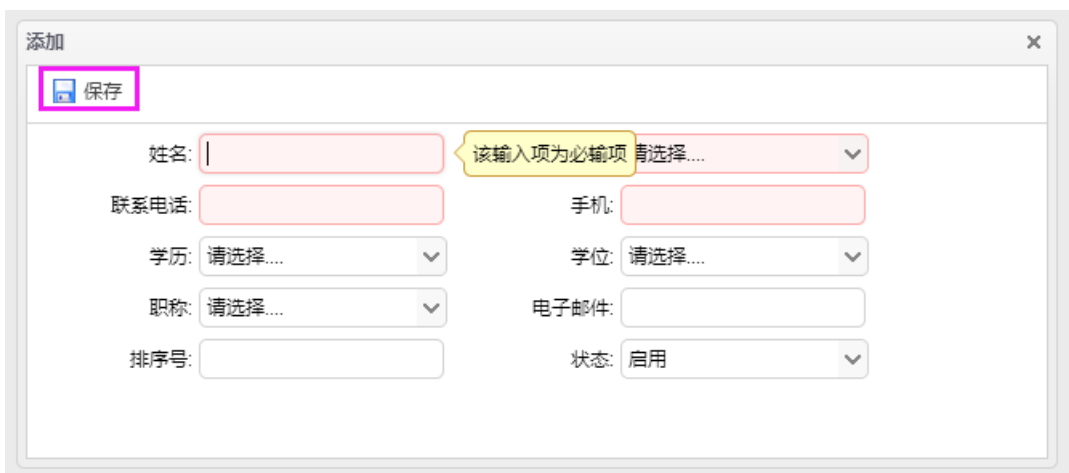 添加
保存
姓名: 该输入项为必输项 请选择....
联系电话: 手机:
学历: 请选择.... 学位: 请选择....
职称: 请选择.... 电子邮件:
排序号: 状态: 启用